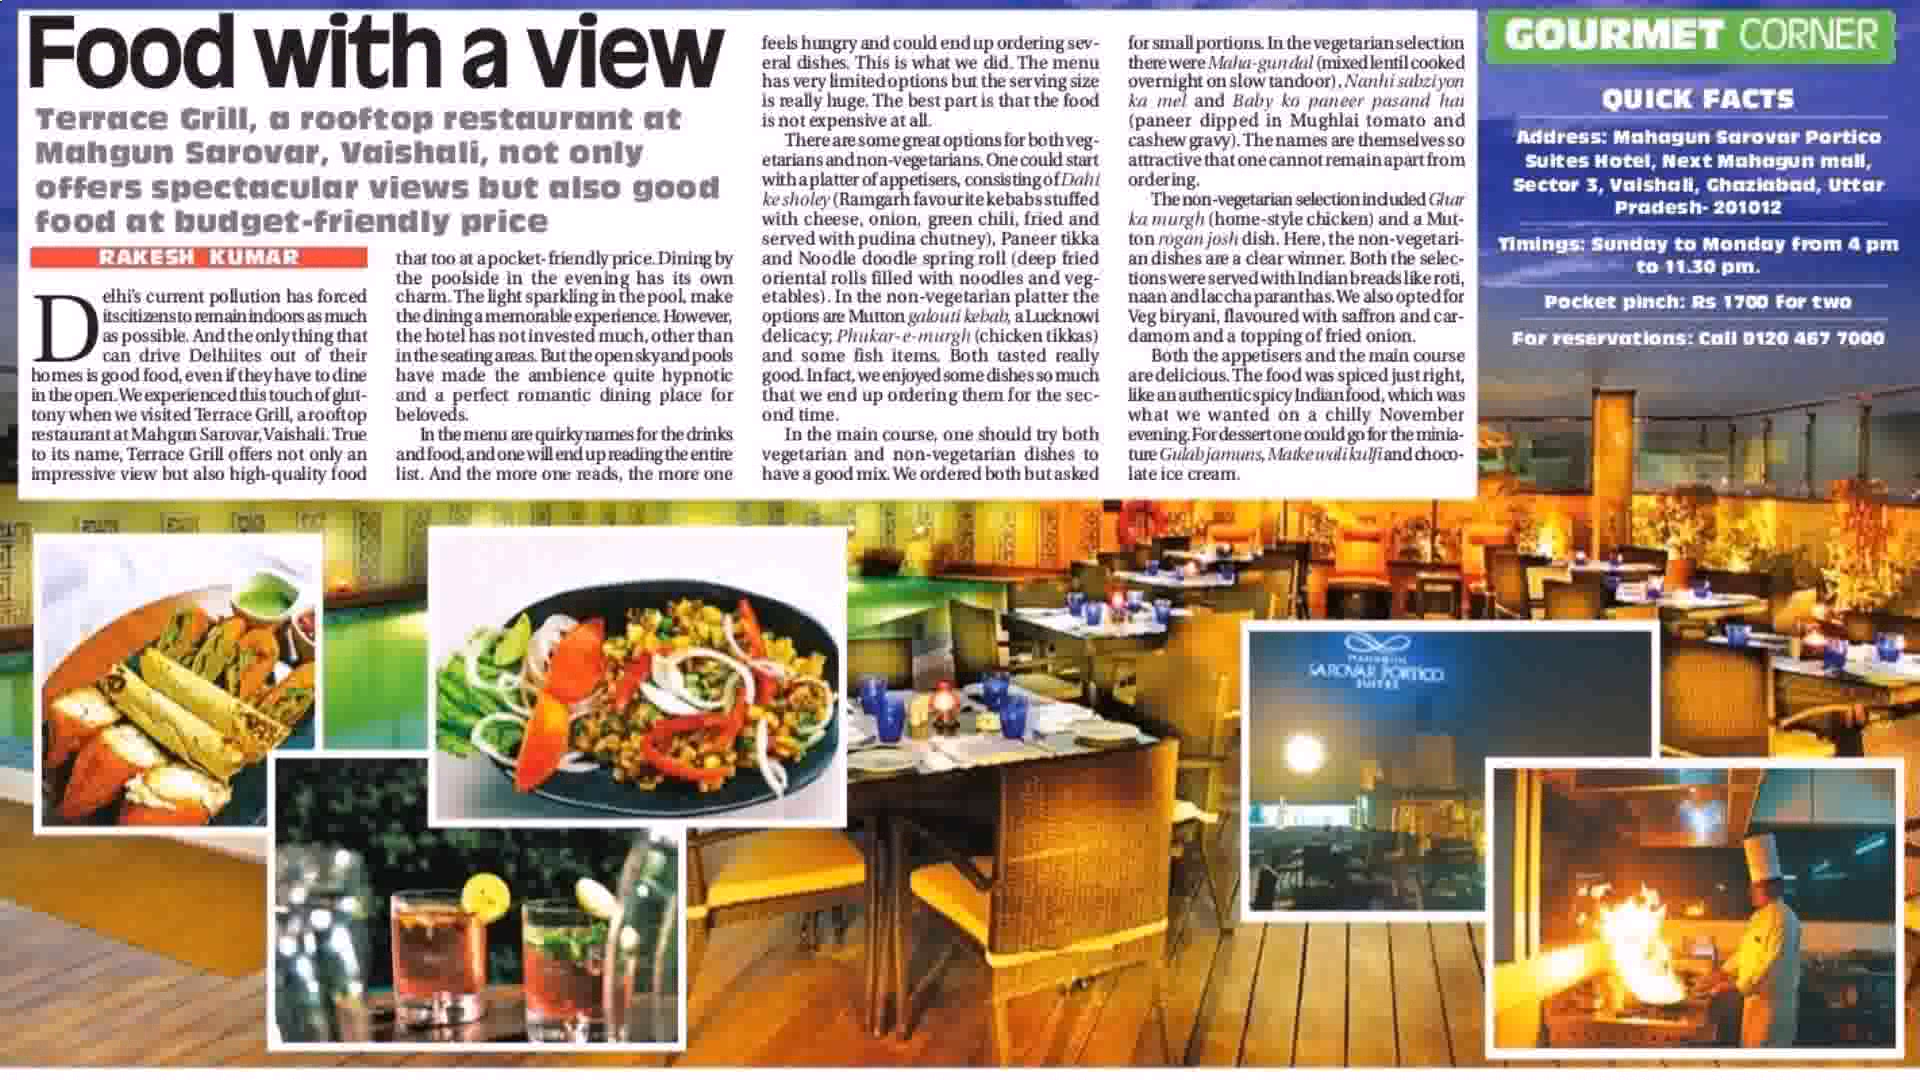 Food with a view
Terrace Grill, a rooftop restaurant at
Mahgun Sarovar, Vaishali, not only
offers spectacular views but also good
food at budget-friendly price
RAKESH KUMAR
Delhi's current pollution has forced
its citizens to remain indoors as much
as possible. And the only thing that
can drive Delhiites out of their
homes is good food, even if they have to dine
in the open. We experienced this touch of glut-
tony when we visited Terrace Grill, a rooftop
restaurant at Mahgun Sarovar, Vaishali. True
to its name, Terrace Grill offers not only an
impressive view but also high-quality food
that too at a pocket-friendly price. Dining by
the poolside in the evening has its own
charm. The light sparkling in the pool, make
the dining a memorable experience. However,
the hotel has not invested much, other than
in the seating areas. But the open sky and pools
have made the ambience quite hypnotic
and a perfect romantic dining place for
beloveds.
In the menu are quirky names for the drinks
and food, and one will end up reading the entire
list. And the more one reads, the more one
feels hungry and could end up ordering sev-
eral dishes. This is what we did. The menu
has very limited options but the serving size
is really huge. The best part is that the food
is not expensive at all.
There are some great options for both veg-
etarians and non-vegetarians. One could start
with a platter of appetisers, consisting of Dahi
ke sholey (Ramgarh favourite kebabs stuffed
with cheese, onion, green chili, fried and
served with pudina chutney), Paneer tikka
and Noodle doodle spring roll (deep fried
oriental rolls filled with noodles and veg-
etables). In the non-vegetarian platter the
options are Mutton galouti kebab, a Lucknowi
delicacy; Phukar-e-murgh (chicken tikkas)
and some fish items. Both tasted really
good. In fact, we enjoyed some dishes so much
that we end up ordering them for the sec-
ond time.
In the main course, one should try both
vegetarian and non-vegetarian dishes to
have a good mix. We ordered both but asked
for small portions. In the vegetarian selection
there were Maha-gun dal (mixed lentil cooked
overnight on slow tandoor), Nanhi sabziyon
ka mel and Baby ko paneer pasand hai
(paneer dipped in Mughlai tomato and
cashew gravy). The names are themselves so
attractive that one cannot remain apart from
ordering.
The non-vegetarian selection included Ghar
ka murgh (home-style chicken) and a Mut-
ton rogan josh dish. Here, the non-vegetari-
an dishes are a clear winner. Both the selec-
tions were served with Indian breads like roti,
naan and laccha paranthas. We also opted for
Veg biryani, flavoured with saffron and car-
damom and a topping of fried onion.
Both the appetisers and the main course
are delicious. The food was spiced just right,
like an authentic spicy Indian food, which was
what we wanted on a chilly November
evening. For dessert one could go for the minia-
ture Gulab jamuns, Matke wali kulfi and choco-
late ice cream.
GOURMET CORNER
QUICK FACTS
Address: Mahagun Sarovar Portico
Suites Hotel, Next Mahagun mall,
Sector 3, Vaishali, Ghaziabad, Uttar
Pradesh- 201012
Timings: Sunday to Monday from 4 pm
to 11.30 pm.
Pocket pinch: Rs 1700 for two
For reservations: Call 0120 467 7000
MAHAGUN
SAROVAR PORTICO
SUITES